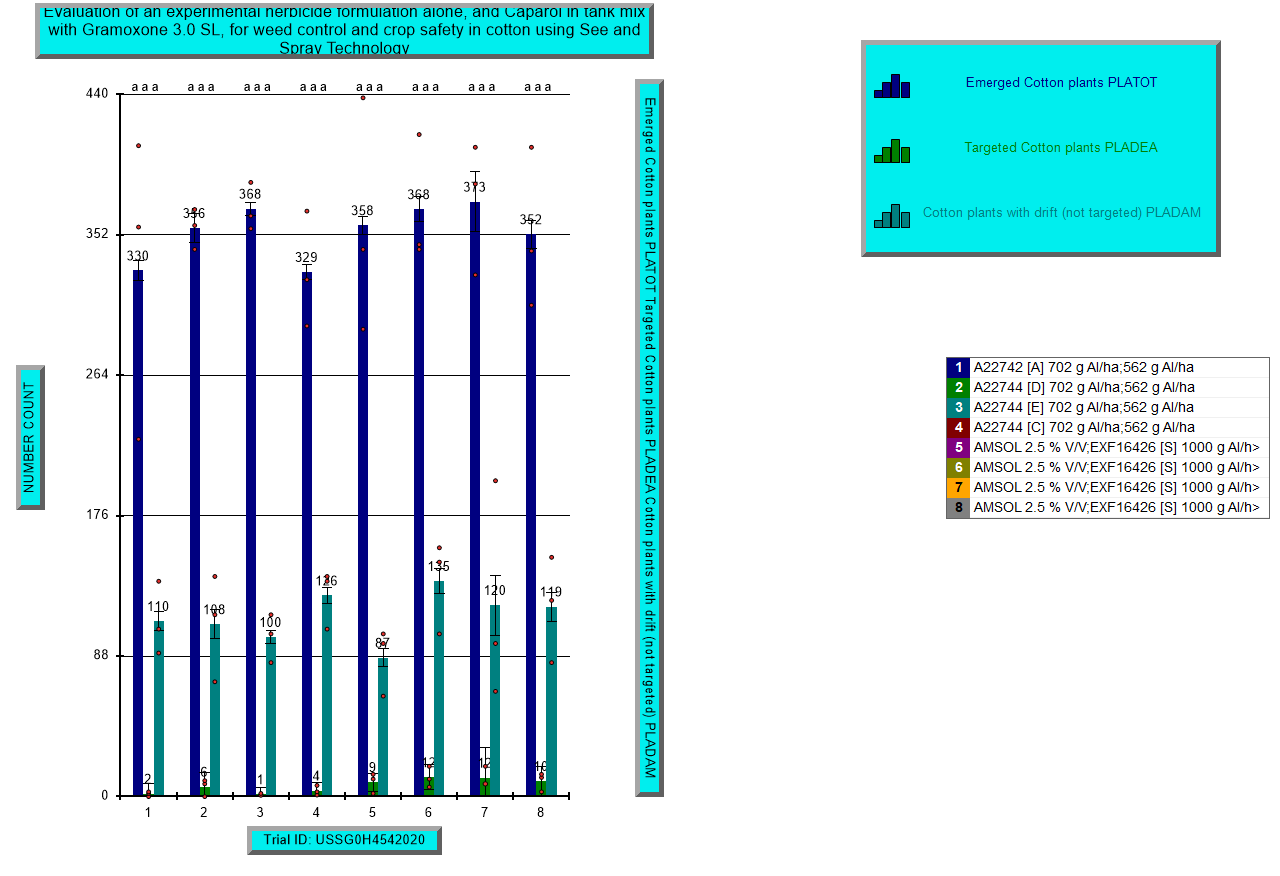 Evaluation of an experimental herbicide formulation alone, and Caparol in tank mix
with Gramoxone 3.0 SL, for weed control and crop safety in cotton using See and
Spray Technology
Emerged Cotton plants PLATOT
Targeted Cotton plants PLADEA
Cotton plants with drift (not targeted) PLADAM
a a a a a a a a a a a a a a a a a a a a a a a a
440
352
264
176
88
0
330 356 368 329 358 368 373 352
110 108 100 126 87 135 120 119
2 6 1 4 9 12 12 10
1 2 3 4 5 6 7 8
NUMBER COUNT
Emerged Cotton plants PLATOT Targeted Cotton plants PLADEA Cotton plants with drift (not targeted) PLADAM
Trial ID: USSG0H4542020
1 A22742 [A] 702 g AI/ha;562 g AI/ha
2 A22744 [D] 702 g AI/ha;562 g AI/ha
3 A22744 [E] 702 g AI/ha;562 g AI/ha
4 A22744 [C] 702 g AI/ha;562 g AI/ha
5 AMSOL 2.5 % V/V;EXF16426 [S] 1000 g AI/h>
6 AMSOL 2.5 % V/V;EXF16426 [S] 1000 g AI/h>
7 AMSOL 2.5 % V/V;EXF16426 [S] 1000 g AI/h>
8 AMSOL 2.5 % V/V;EXF16426 [S] 1000 g AI/h>